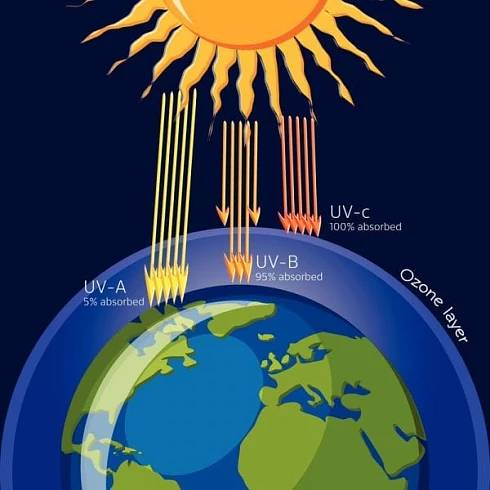 UV-c
100% absorbed
UV-B
95% absorbed
UV-A
5% absorbed
Ozone layer